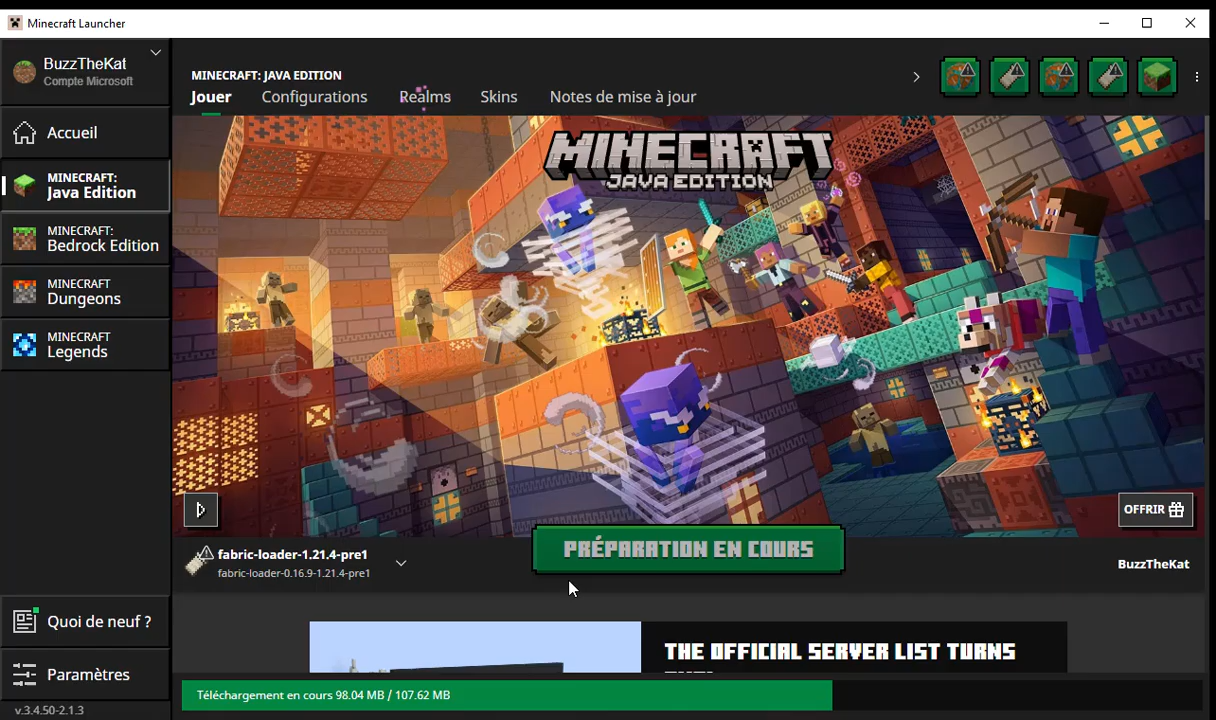 Minecraft Launcher
BuzzTheKat
Compte Microsoft
Accueil
MINECRAFT:
Java Edition
MINECRAFT:
Bedrock Edition
MINECRAFT
Dungeons
MINECRAFT
Legends
Quoi de neuf ?
Paramètres
v.3.4.50-2.1.3
MINECRAFT: JAVA EDITION
Jouer Configurations Realms Skins Notes de mise à jour
MINECRAFT
JAVA EDITION
OFFRIR
fabric-loader-1.21.4-pre1
fabric-loader-0.16.9-1.21.4-pre1
PRÉPARATION EN COURS
BuzzTheKat
THE OFFICIAL SERVER LIST TURNS
Téléchargement en cours 98.04 MB / 107.62 MB